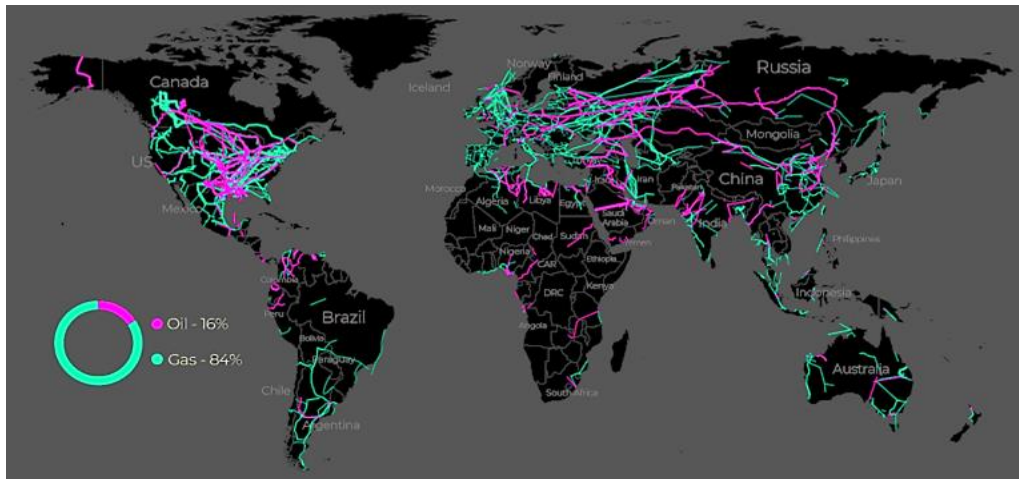 Norway
Finland
Russia
Canada
Iceland
Mongolia
US
China
Japan
Iran
Morocco
Algeria
Libya
Egypt
Pakistan
Mexico
Saudi
Arabia
Oman
India
Mali
Niger
Chad
Sudan
Yemen
Philippines
Nigeria
Ethiopia..
CAR
Colombia
DRC
Kenya
Indonesia
Peru
Brazil
Oil - 16%
Angola
Bolivia
Gas - 84%
Paraguay
Australia
Chile
South Africa
Argentina